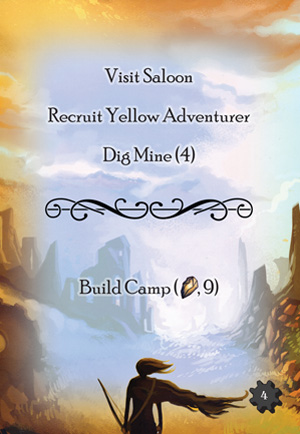 Visit Saloon
Recruit Yellow Adventurer
Dig Mine (4)
Build Camp ( , 9)
4